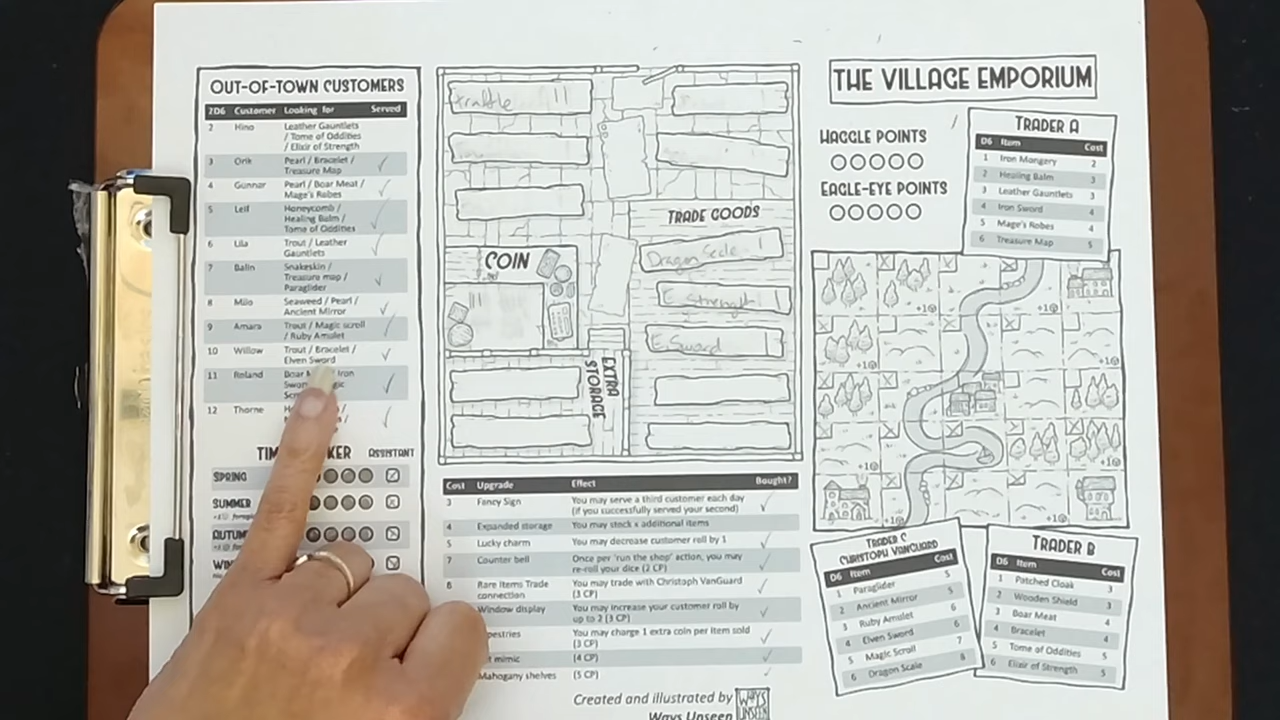 OUT-OF-TOWN CUSTOMERS
2D6 Customer Looking for Served
2 Hino Leather Gauntlets
/ Tome of Oddities
/ Elixir of Strength
3 Orik Pearl / Bracelet /
Treasure Map
4 Gunnar Pearl / Boar Meat /
Mage's Robes
5 Leif Honeycomb /
Healing Balm /
Tome of Oddities
6 Lila Trout / Leather
Gauntlets
7 Balin Snakeskin /
Treasure map /
Paraglider
8 Milo Seaweed / Pearl /
Ancient Mirror
9 Amara Trout / Magic scroll
/ Ruby Amulet
10 Willow Trout / Bracelet /
Elven Sword
11 Roland Boar Iron
12 Thorne
ASSISTANT
SPRING
SUMMER
II
COIN
III
TRADE GOODS
Dragon Scale I
E Strength I
E Sword I
EXTRA
STORAGE
Cost Upgrade Effect Bought?
3 Fancy Sign You may serve a third customer each day
(if you successfully served your second)
4 Expanded storage You may stock x additional items
5 Lucky charm You may decrease customer roll by 1
7 Counter bell Once per 'run the shop' action, you may
re-roll your dice (2 CP)
8 Rare Items Trade You may trade with Christoph VanGuard
connection (3 CP)
Window display You may increase your customer roll by
up to 2 (3 CP)
You may charge 1 extra coin per item sold
(3 CP)
mimic (4 CP)
Mahogany shelves (5 CP)
Created and illustrated by
Ways Unseen
WAYS
UNSEEN
THE VILLAGE EMPORIUM
HAGGLE POINTS
EAGLE-EYE POINTS
TRADER A
D6 Item Cost
1 Iron Mongery 2
2 Healing Balm 3
3 Leather Gauntlets 3
4 Iron Sword 4
5 Mage's Robes 4
6 Treasure Map 5
+1
+1
+1
+1
+1
+1
+1
+1
TRADER C
CHRISTOPH VANGUARD
D6 Item Cost
1 Paraglider 5
2 Ancient Mirror 5
3 Ruby Amulet 6
4 Elven Sword 6
5 Magic Scroll 7
6 Dragon Scale 8
TRADER B
D6 Item Cost
1 Patched Cloak 3
2 Wooden Shield 3
3 Boar Meat 4
4 Bracelet 4
5 Tome of Oddities 5
6 Elixir of Strength 5